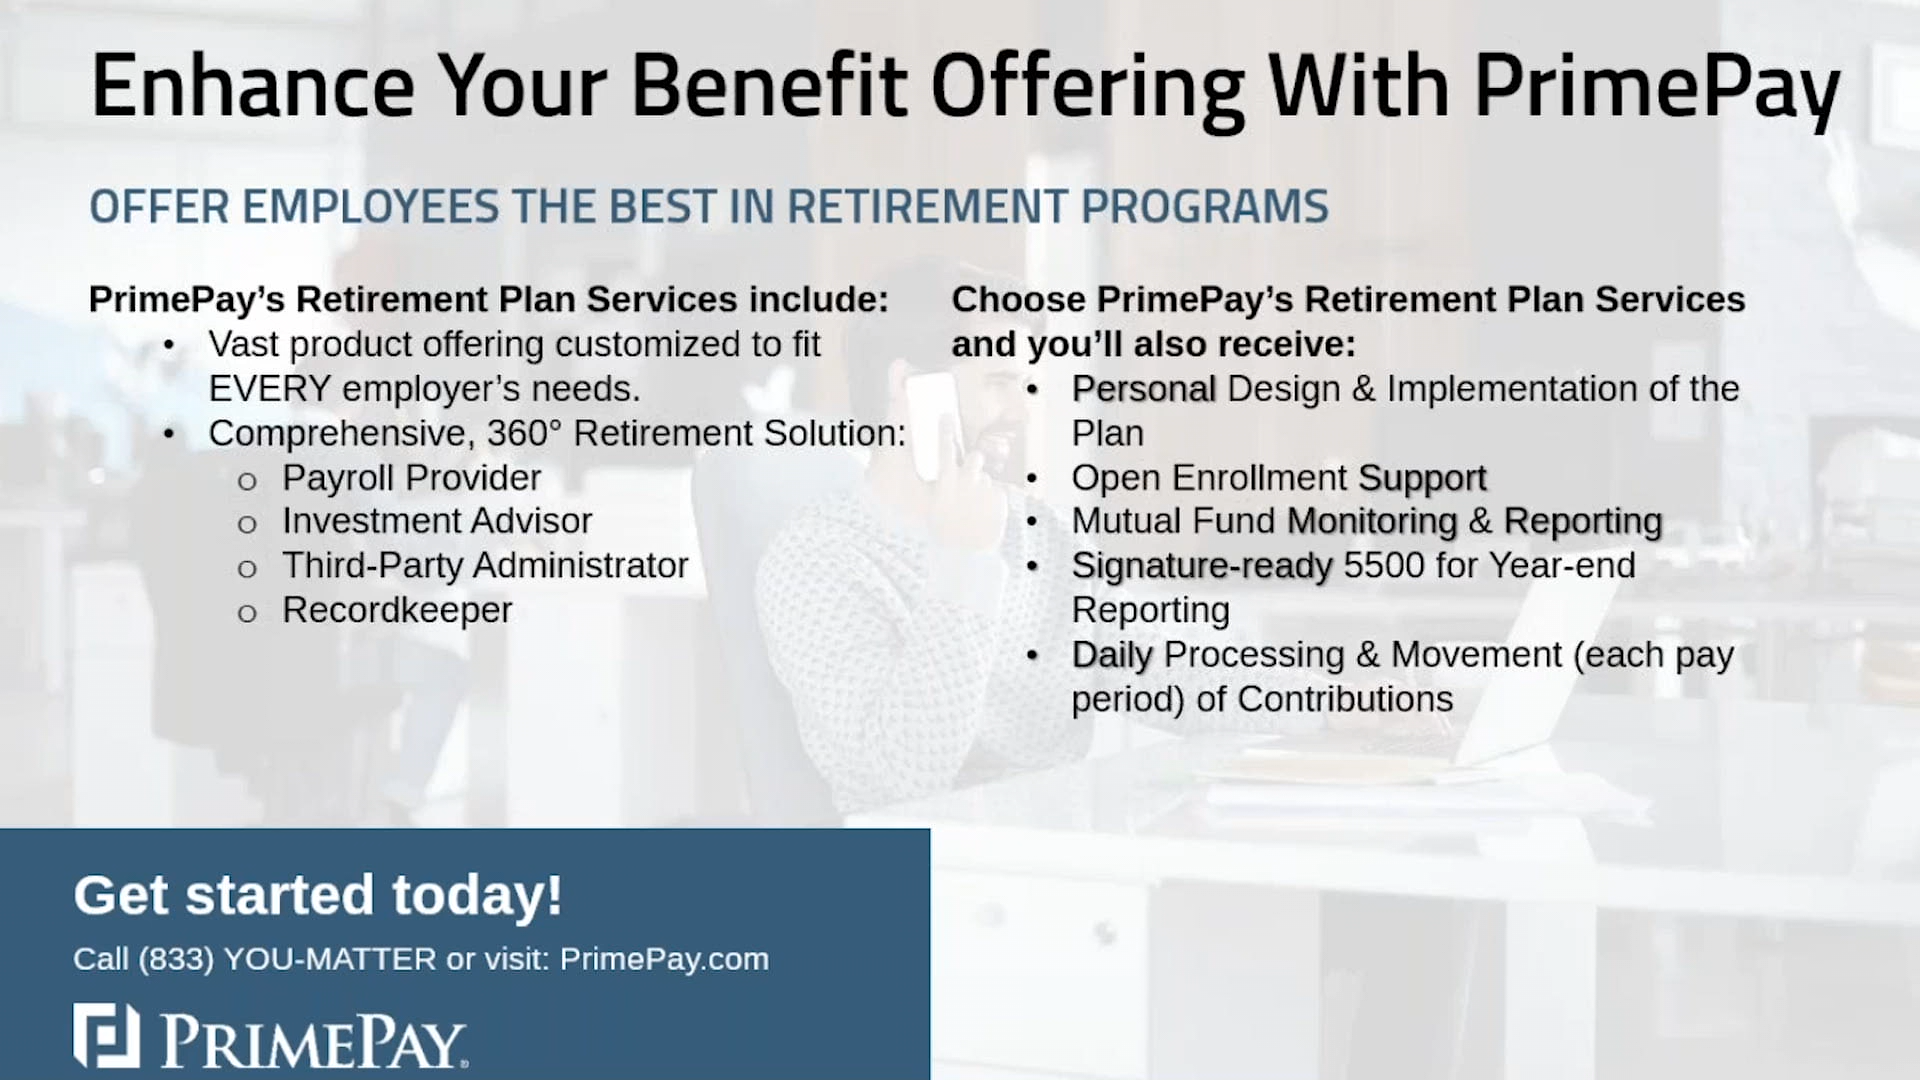 Enhance Your Benefit Offering With PrimePay
OFFER EMPLOYEES THE BEST IN RETIREMENT PROGRAMS
PrimePay’s Retirement Plan Services include:
• Vast product offering customized to fit
EVERY employer’s needs.
• Comprehensive, 360° Retirement Solution:
o Payroll Provider
o Investment Advisor
o Third-Party Administrator
o Recordkeeper
Choose PrimePay’s Retirement Plan Services
and you’ll also receive:
• Personal Design & Implementation of the
Plan
• Open Enrollment Support
• Mutual Fund Monitoring & Reporting
• Signature-ready 5500 for Year-end
Reporting
• Daily Processing & Movement (each pay
period) of Contributions
Get started today!
Call (833) YOU-MATTER or visit: PrimePay.com
PRIMEPAY®